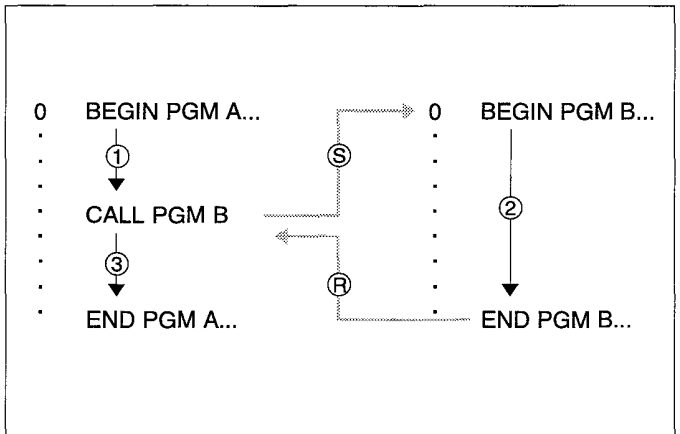 0 BEGIN PGM A... 0 BEGIN PGM B...
① Ⓢ
CALL PGM B ②
③ Ⓡ
END PGM A... END PGM B...